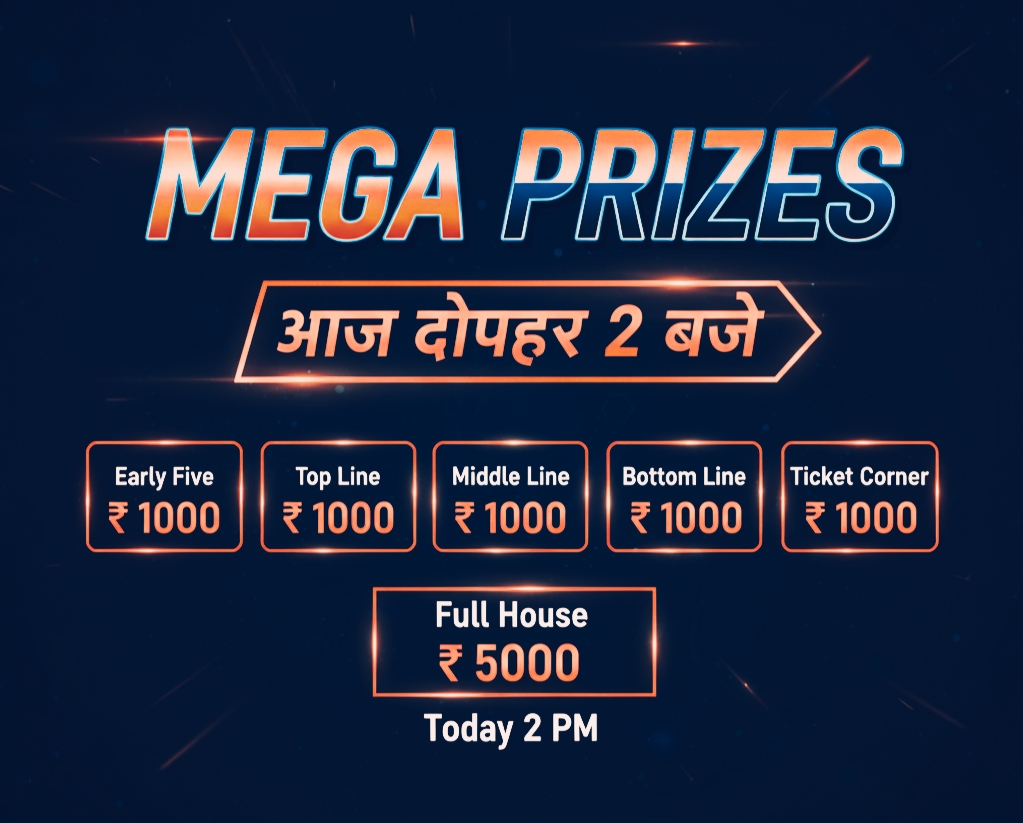 MEGA PRIZES
आज दोपहर 2 बजे
Early Five
₹ 1000
Top Line
₹ 1000
Middle Line
₹ 1000
Bottom Line
₹ 1000
Ticket Corner
₹ 1000
Full House
₹ 5000
Today 2 PM